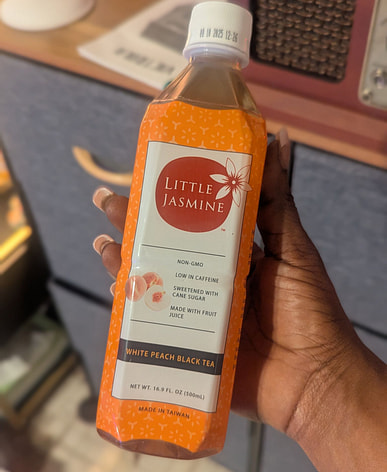 LITTLE
JASMINE
™
NON-GMO
LOW IN CAFFEINE
SWEETENED WITH
CANE SUGAR
MADE WITH FRUIT
JUICE
WHITE PEACH BLACK TEA
NET WT. 16.9 FL. OZ (500mL)
MADE IN TAIWAN